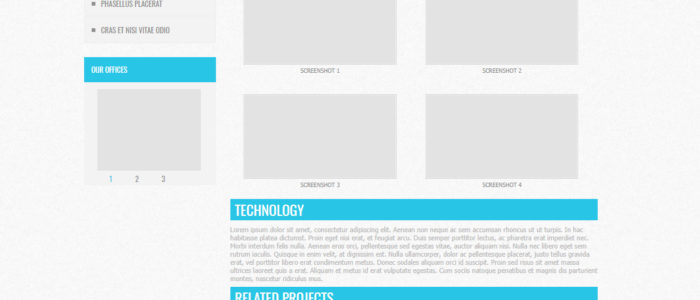 PHASELLUS PLACERAT
CRAS ET NISI VITAE ODIO
OUR OFFICES
1 2 3
SCREENSHOT 1 SCREENSHOT 2
SCREENSHOT 3 SCREENSHOT 4
TECHNOLOGY
Lorem ipsum dolor sit amet, consectetur adipiscing elit. Aenean non neque ac sem accumsan rhoncus ut ut turpis. In hac
habitasse platea dictumst. Proin eget nisi erat, et feugiat arcu. Duis semper porttitor lectus, ac pharetra erat imperdiet nec.
Morbi interdum felis nulla. Aenean eros orci, pellentesque sed egestas vitae, auctor aliquam nisi. Nulla nec libero eget sem
rutrum iaculis. Quisque in enim velit, at dignissim est. Nulla ullamcorper, dolor ac pellentesque placerat, justo tellus gravida
erat, vel porttitor libero erat condimentum metus. Donec sodales aliquam orci id suscipit. Proin sed risus sit amet massa
ultrices laoreet quis a erat. Aliquam et metus id erat vulputate egestas. Cum sociis natoque penatibus et magnis dis parturient
montes, nascetur ridiculus mus.
RELATED PROJECTS